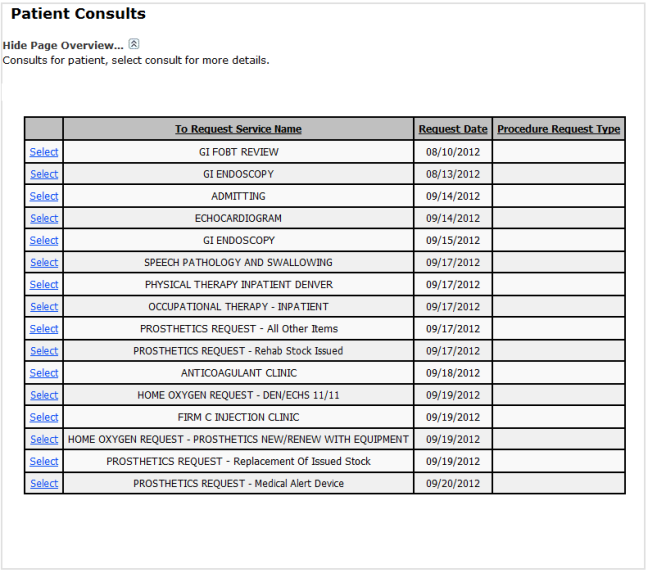 Patient Consults
Hide Page Overview...
Consults for patient, select consult for more details.
To Request Service Name Request Date Procedure Request Type
Select GI FOBT REVIEW 08/10/2012
Select GI ENDOSCOPY 08/13/2012
Select ADMITTING 09/14/2012
Select ECHOCARDIOGRAM 09/14/2012
Select GI ENDOSCOPY 09/15/2012
Select SPEECH PATHOLOGY AND SWALLOWING 09/17/2012
Select PHYSICAL THERAPY INPATIENT DENVER 09/17/2012
Select OCCUPATIONAL THERAPY - INPATIENT 09/17/2012
Select PROSTHETICS REQUEST - All Other Items 09/17/2012
Select PROSTHETICS REQUEST - Rehab Stock Issued 09/17/2012
Select ANTICOAGULANT CLINIC 09/18/2012
Select HOME OXYGEN REQUEST - DEN/ECHS 11/11 09/19/2012
Select FIRM C INJECTION CLINIC 09/19/2012
Select HOME OXYGEN REQUEST - PROSTHETICS NEW/RENEW WITH EQUIPMENT 09/19/2012
Select PROSTHETICS REQUEST - Replacement Of Issued Stock 09/19/2012
Select PROSTHETICS REQUEST - Medical Alert Device 09/20/2012